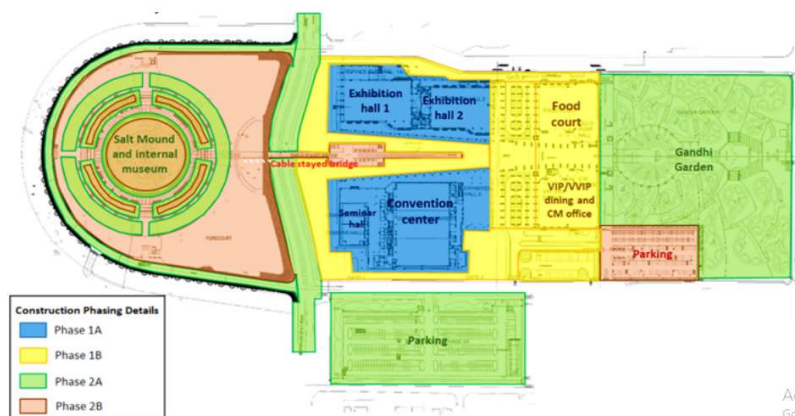 Exhibition
hall 1
Exhibition
hall 2
Food
court
Salt Mound
and internal
museum
Cable stayed bridge
Gandhi
Garden
Seminar
hall
Convention
center
VIP/VVIP
dining and
CM office
Parking
Parking
Construction Phasing Details
Phase 1A
Phase 1B
Phase 2A
Phase 2B